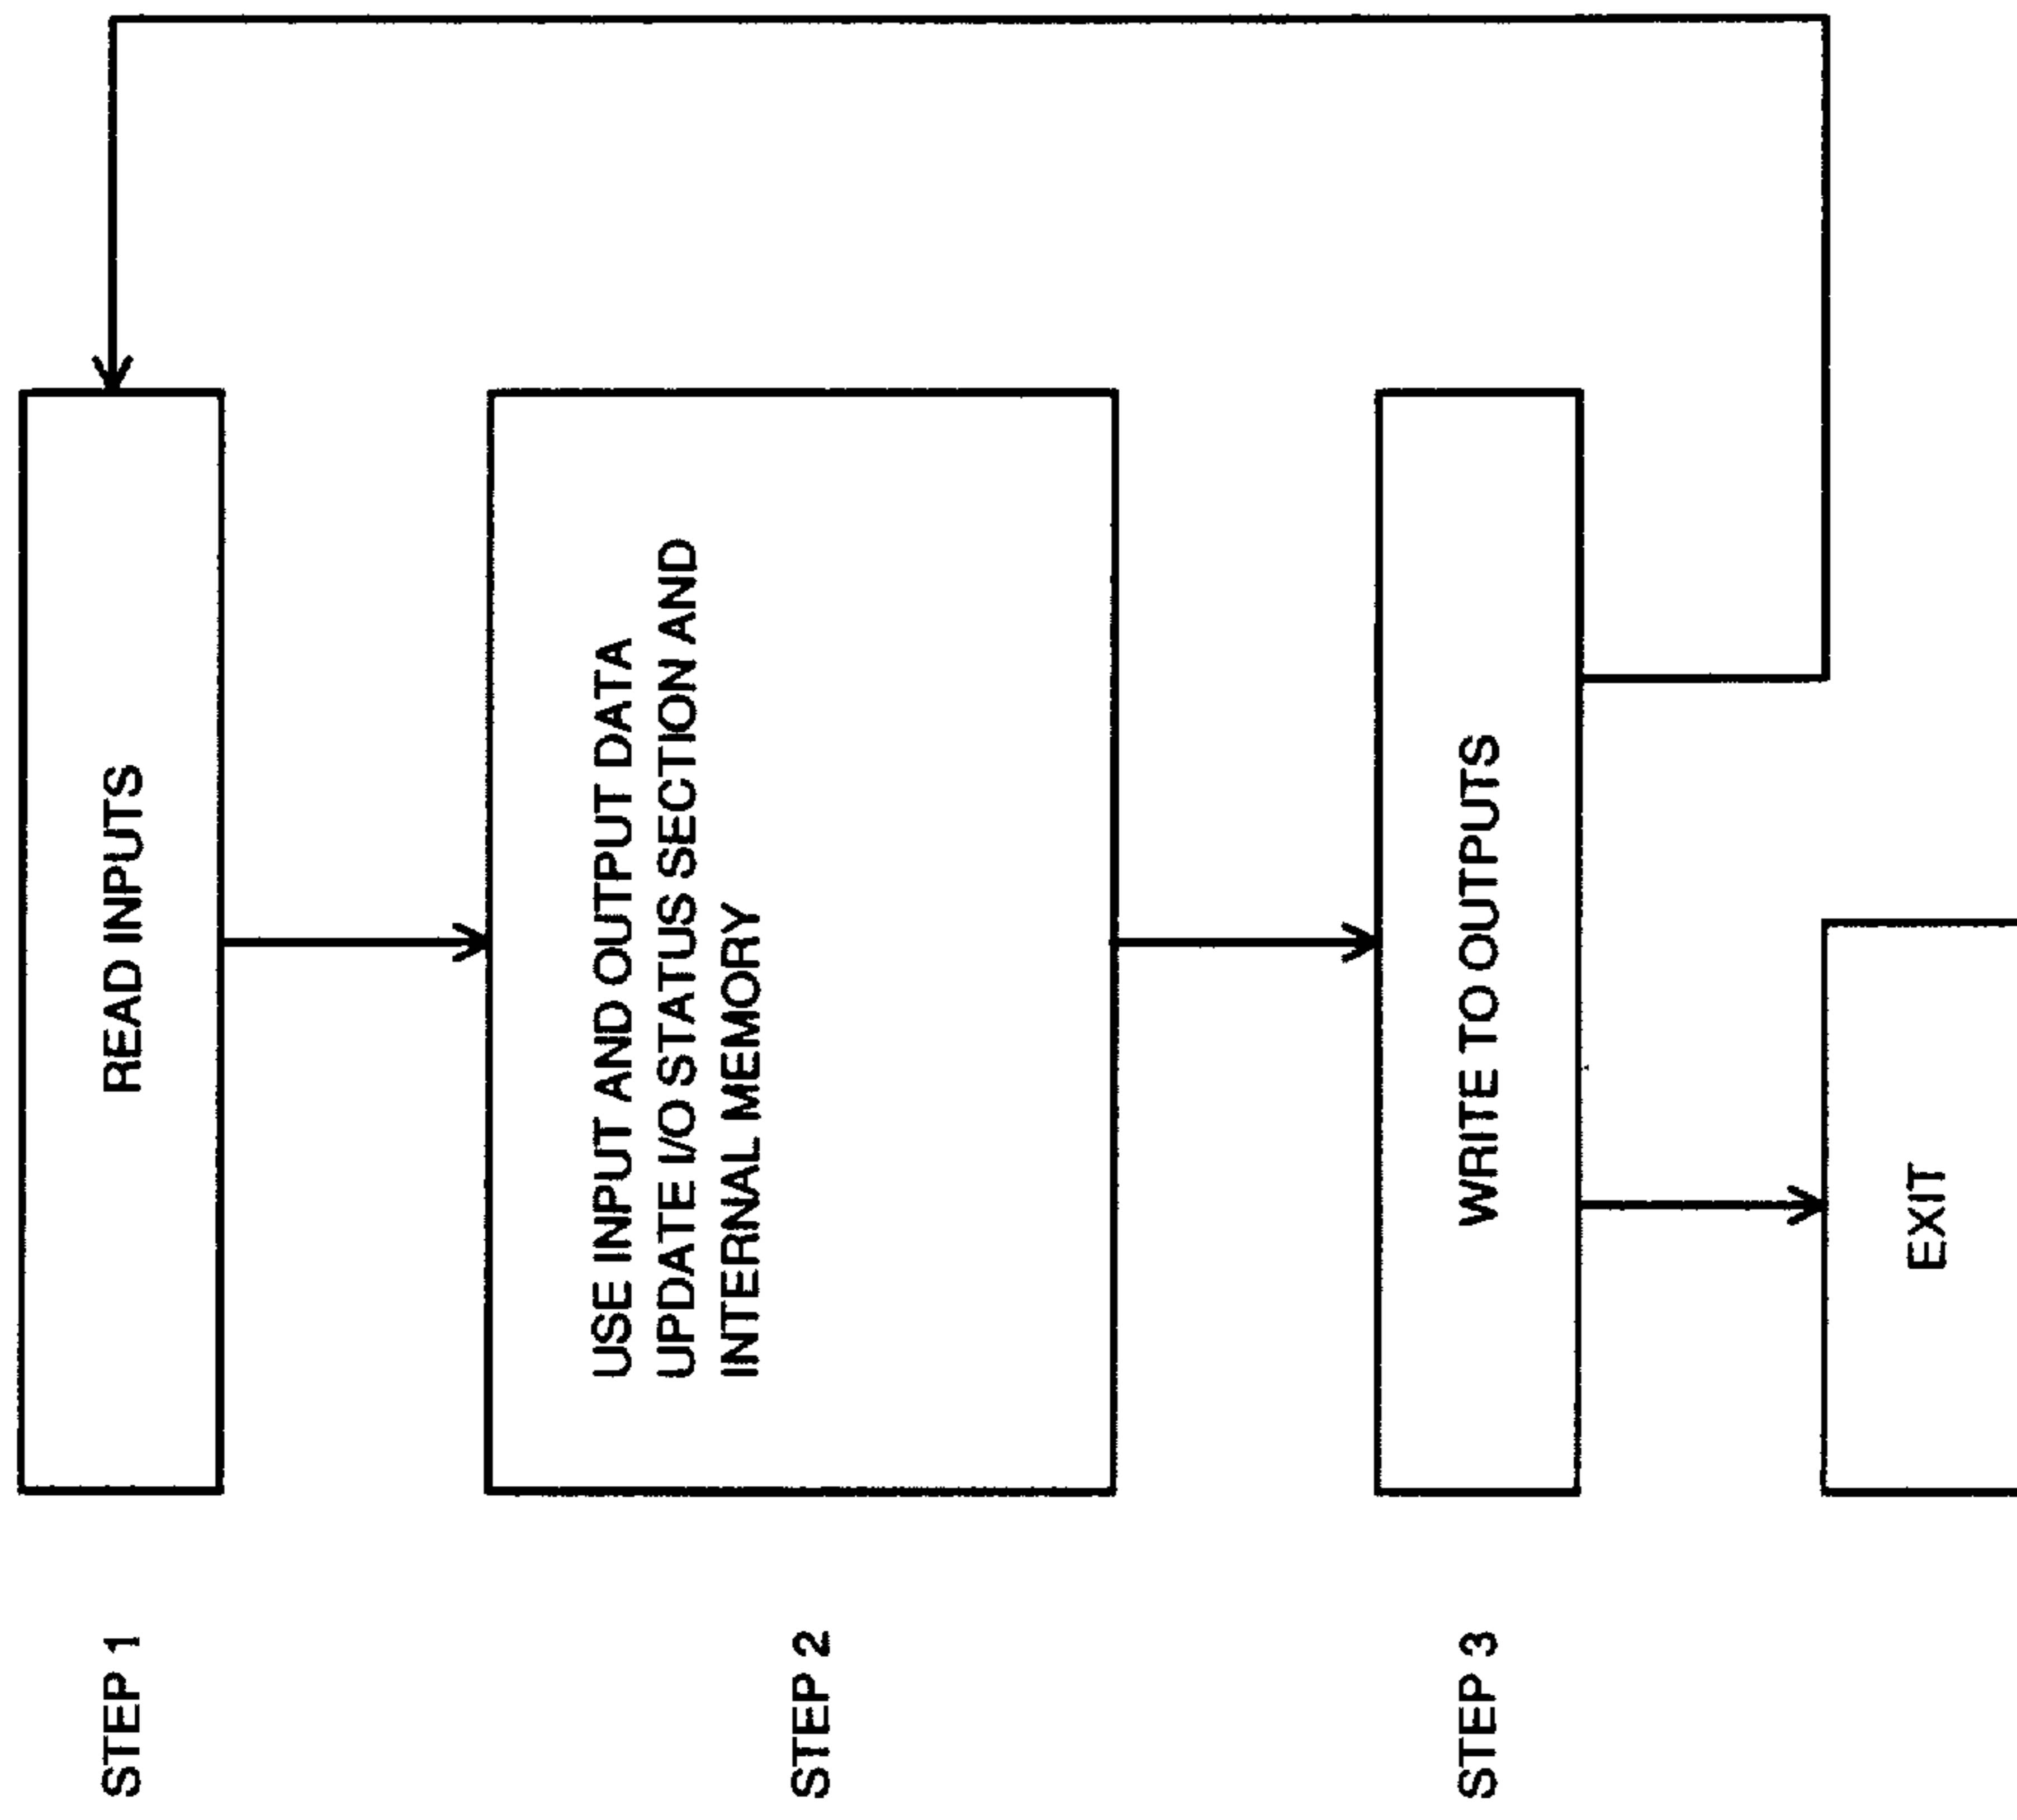 STEP 1
READ INPUTS
STEP 2
USE INPUT AND OUTPUT DATA
UPDATE I/O STATUS SECTION AND
INTERNAL MEMORY
STEP 3
WRITE TO OUTPUTS
EXIT